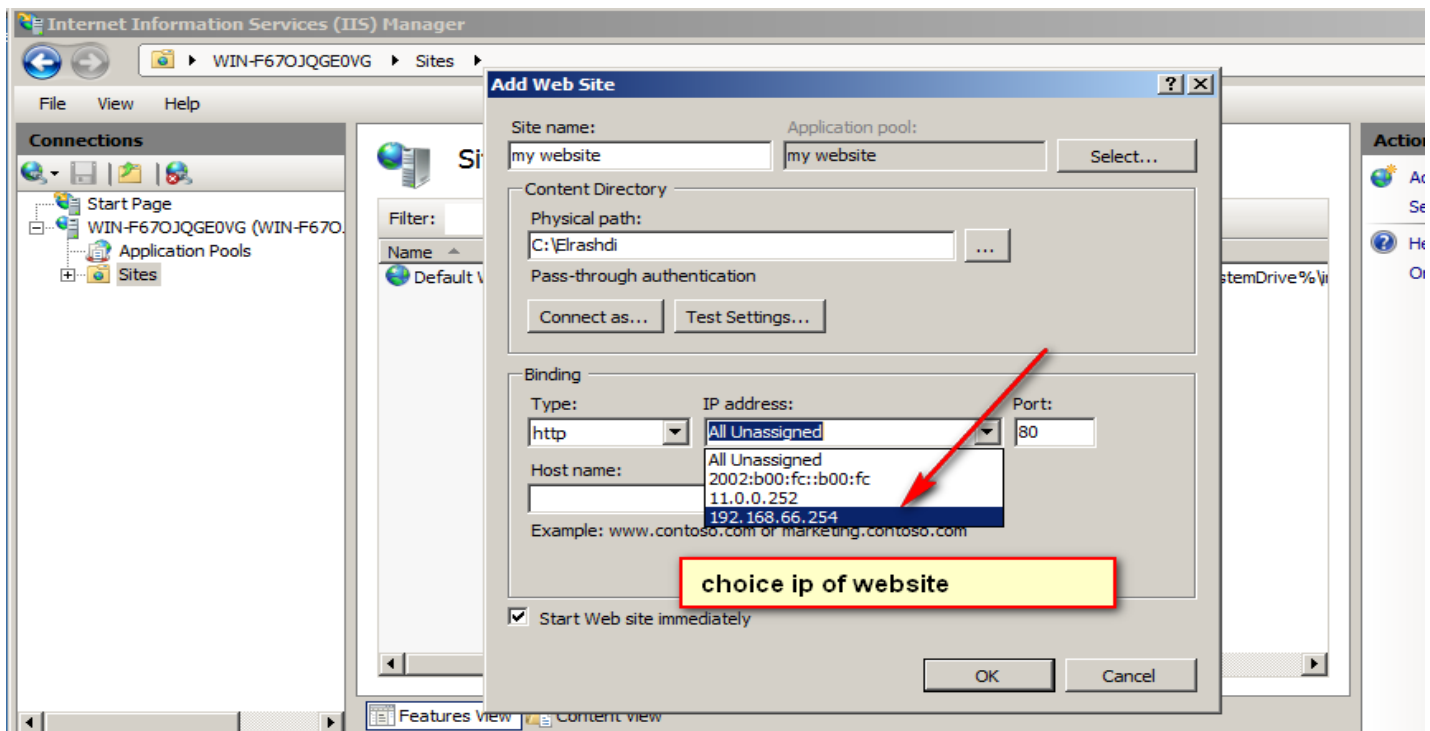 Internet Information Services (IIS) Manager
WIN-F67OJQGE0VG Sites
File View Help
Connections
Start Page
WIN-F67OJQGE0VG (WIN-F67O.
Application Pools
Sites
Si
Filter:
Name
Default W
Add Web Site
Site name:
Application pool:
my website
my website
Select...
Content Directory
Physical path:
C:\Elrashdi
...
Pass-through authentication
Connect as...
Test Settings...
Binding
Type:
IP address:
Port:
http
All Unassigned
80
All Unassigned
2002:b00:fc::b00:fc
11.0.0.252
192.168.66.254
Host name:
Example: www.contoso.com or marketing.contoso.com
choice ip of website
Start Web site immediately
OK
Cancel
stemDrive%\i
Features View
Content View
Action
Ad
Se
He
On